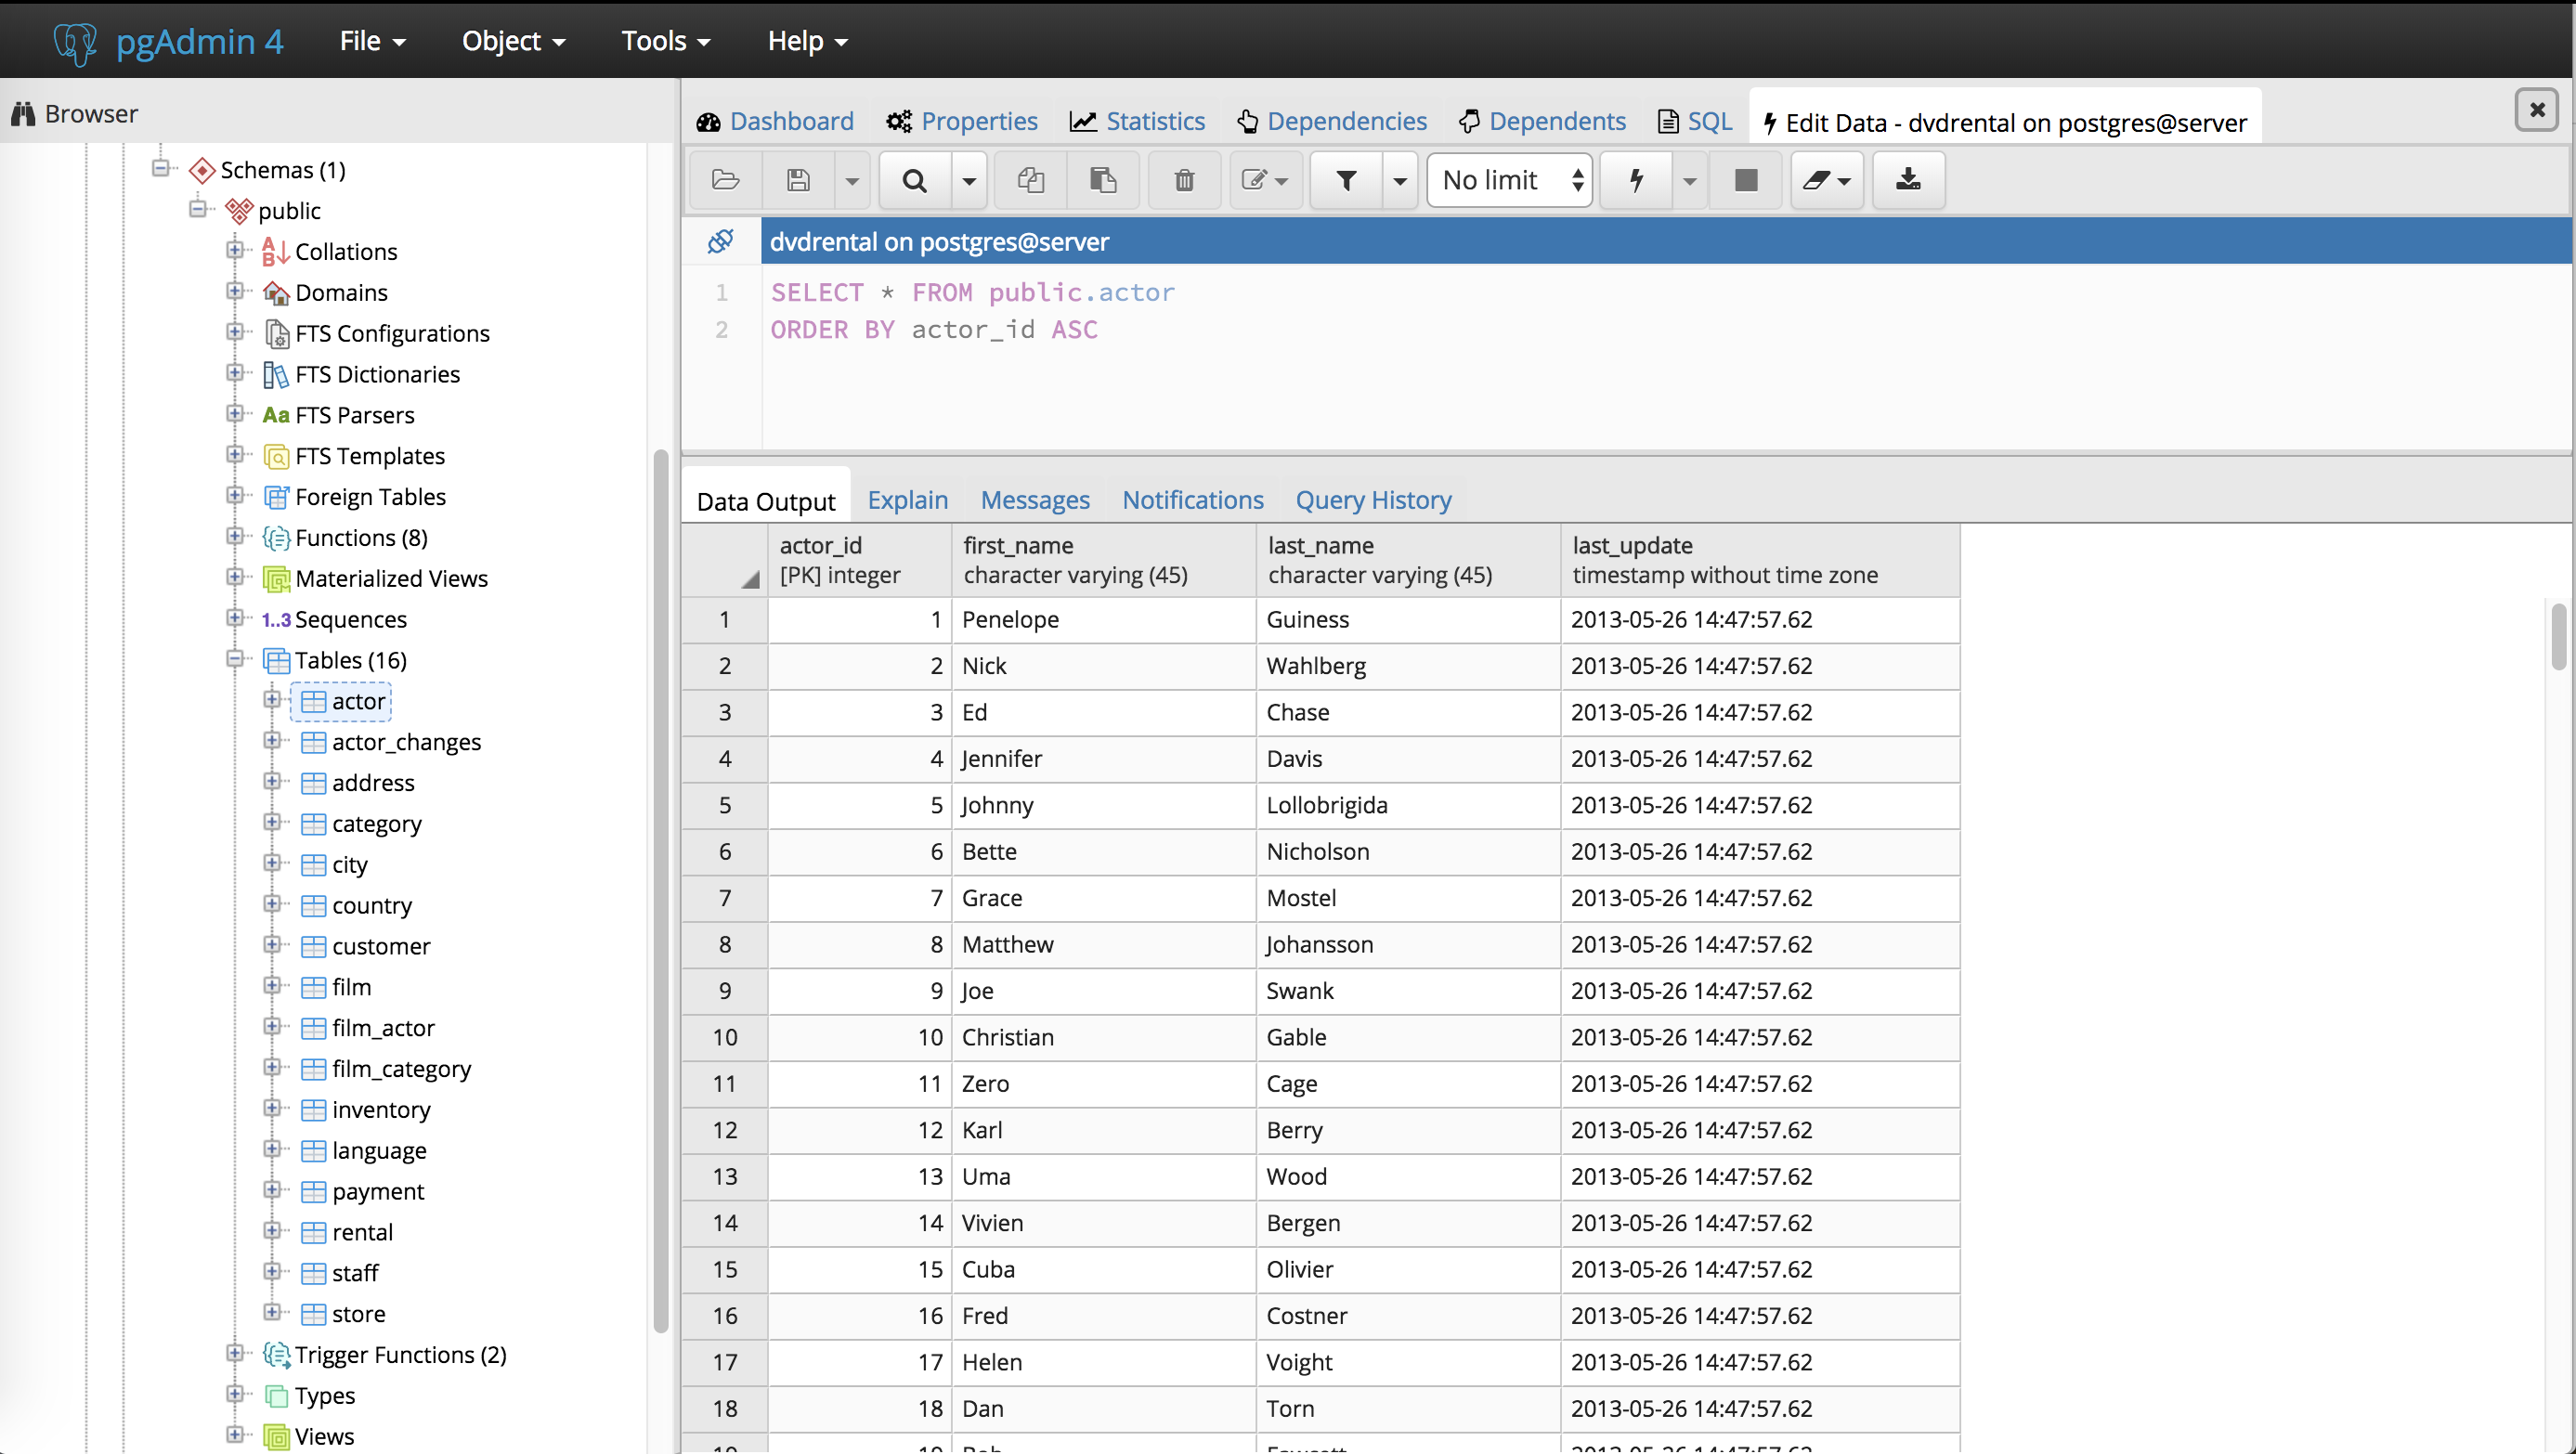 pgAdmin 4 File Object Tools Help
Browser
Schemas (1)
public
A
B
Collations
Domains
FTS Configurations
FTS Dictionaries
Aa FTS Parsers
FTS Templates
Foreign Tables
Functions (8)
Materialized Views
1..3 Sequences
Tables (16)
actor
actor_changes
address
category
city
country
customer
film
film_actor
film_category
inventory
language
payment
rental
staff
store
Trigger Functions (2)
Types
Views
Dashboard Properties Statistics Dependencies Dependents SQL Edit Data - dvdrental on postgres@server
No limit
dvdrental on postgres@server
1 SELECT * FROM public.actor
2 ORDER BY actor_id ASC
Data Output Explain Messages Notifications Query History
actor_id first_name last_name last_update
[PK] integer character varying (45) character varying (45) timestamp without time zone
1 1 Penelope Guiness 2013-05-26 14:47:57.62
2 2 Nick Wahlberg 2013-05-26 14:47:57.62
3 3 Ed Chase 2013-05-26 14:47:57.62
4 4 Jennifer Davis 2013-05-26 14:47:57.62
5 5 Johnny Lollobrigida 2013-05-26 14:47:57.62
6 6 Bette Nicholson 2013-05-26 14:47:57.62
7 7 Grace Mostel 2013-05-26 14:47:57.62
8 8 Matthew Johansson 2013-05-26 14:47:57.62
9 9 Joe Swank 2013-05-26 14:47:57.62
10 10 Christian Gable 2013-05-26 14:47:57.62
11 11 Zero Cage 2013-05-26 14:47:57.62
12 12 Karl Berry 2013-05-26 14:47:57.62
13 13 Uma Wood 2013-05-26 14:47:57.62
14 14 Vivien Bergen 2013-05-26 14:47:57.62
15 15 Cuba Olivier 2013-05-26 14:47:57.62
16 16 Fred Costner 2013-05-26 14:47:57.62
17 17 Helen Voight 2013-05-26 14:47:57.62
18 18 Dan Torn 2013-05-26 14:47:57.62